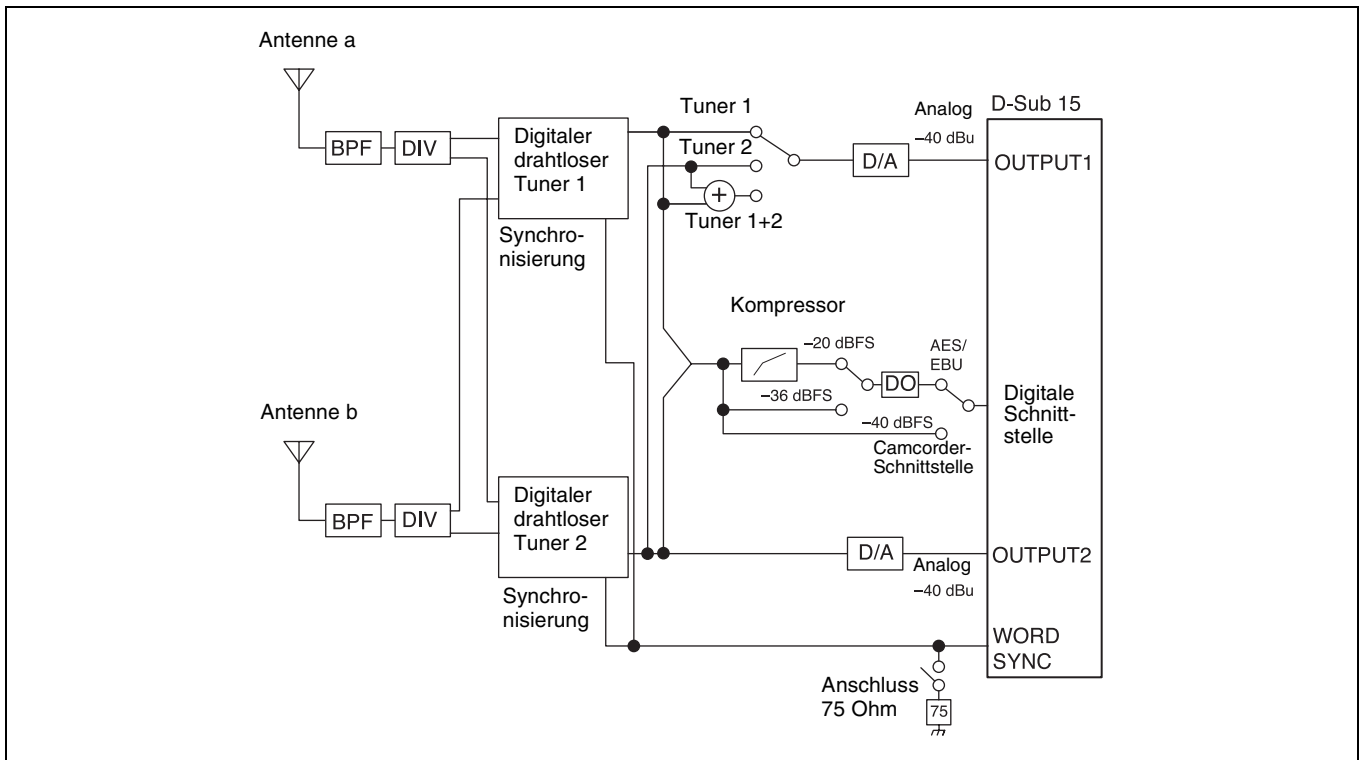 Antenne a
BPF
DIV
Digitaler
drahtloser
Tuner 1
Synchro-
nisierung
Tuner 1
Tuner 2
+
Tuner 1+2
D/A
Analog
–40 dBu
D-Sub 15
OUTPUT1
Kompressor
–20 dBFS
–36 dBFS
–40 dBFS
DO
AES/
EBU
Camcorder-
Schnittstelle
Digitale
Schnitt-
stelle
Antenne b
BPF
DIV
Digitaler
drahtloser
Tuner 2
Synchro-
nisierung
D/A
Analog
–40 dBu
OUTPUT2
WORD
SYNC
Anschluss
75 Ohm
75